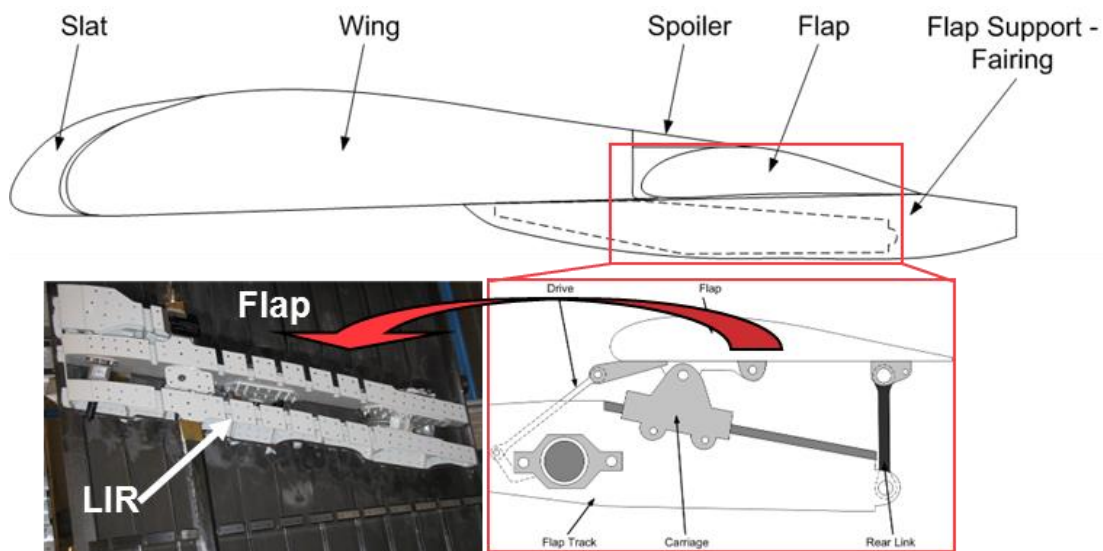 Slat
Wing
Spoiler
Flap
Flap Support -
Fairing
Drive
Flap
Flap
LIR
Flap Track
Carriage
Rear Link